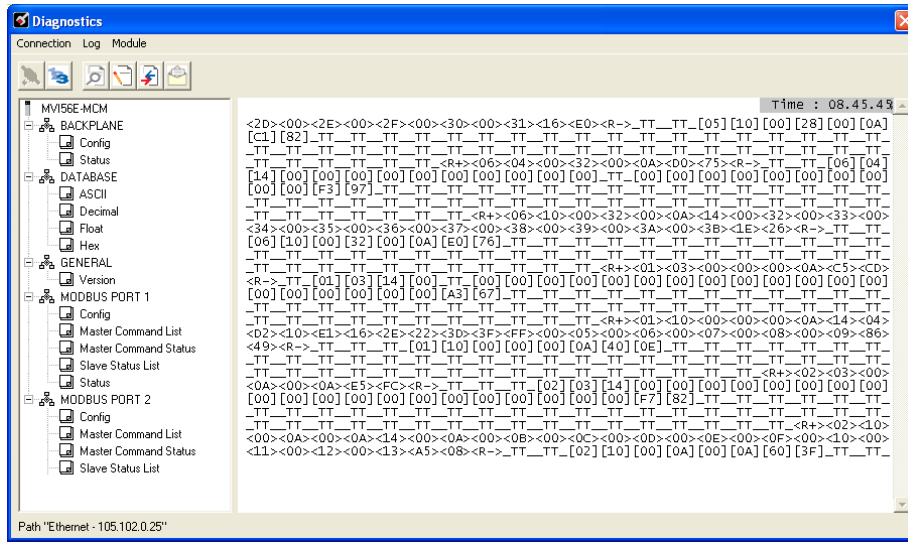 Diagnostics
Connection Log Module
MVI56E-MCM
BACKPLANE
Config
Status
DATABASE
ASCII
Decimal
Float
Hex
GENERAL
Version
MODBUS PORT 1
Config
Master Command List
Master Command Status
Slave Status List
Status
MODBUS PORT 2
Config
Master Command List
Master Command Status
Slave Status List
Time : 08.45.45
<2D><00><2E><00><2F><00><30><00><31><16><E0><R->_TT__TT_[05][10][00][28][00][0A]
[C1][82]_TT__TT__TT__TT__TT__TT__TT__TT__TT__TT__TT__TT__TT__TT__TT__TT__TT__TT_
_TT__TT__TT__TT__TT__TT__TT__TT__TT__TT__TT__TT__TT__TT__TT__TT__TT__TT__TT__TT_
_TT__TT__TT__TT__TT__TT_<R+><06><04><00><32><00><0A><D0><75><R->_TT__TT_[06][04]
[14][00][00][00][00][00][00][00][00][00][00]_TT_[00][00][00][00][00][00][00][00]
[00][00][F3][97]_TT__TT__TT__TT__TT__TT__TT__TT__TT__TT__TT__TT__TT__TT__TT__TT_
_TT__TT__TT__TT__TT__TT__TT__TT__TT__TT__TT__TT__TT__TT__TT__TT__TT__TT__TT__TT_
_TT__TT__TT__TT__TT__TT__TT_<R+><06><10><00><32><00><0A><14><00><32><00><33><00>
<34><00><35><00><36><00><37><00><38><00><39><00><3A><00><3B><1E><26><R->_TT__TT_
[06][10][00][32][00][0A][E0][76]_TT__TT__TT__TT__TT__TT__TT__TT__TT__TT__TT__TT_
_TT__TT__TT__TT__TT__TT__TT__TT__TT__TT__TT__TT__TT__TT__TT__TT__TT__TT__TT__TT_
_TT__TT__TT__TT__TT__TT__TT__TT__TT__TT__TT_<R+><01><03><00><00><00><0A><C5><CD>
<R->_TT_[01][03][14][00]_TT_[00][00][00][00][00][00][00][00][00][00][00][00][00]
[00][00][00][00][00][00][A3][67]_TT__TT__TT__TT__TT__TT__TT__TT__TT__TT__TT__TT_
_TT__TT__TT__TT__TT__TT__TT__TT__TT__TT__TT__TT__TT__TT__TT__TT__TT__TT__TT__TT_
_TT__TT__TT__TT__TT__TT__TT__TT__TT__TT__TT_<R+><01><10><00><00><00><0A><14><04>
<D2><10><E1><16><2E><22><3D><3F><FF><00><05><00><06><00><07><00><08><00><09><86>
<49><R->_TT__TT__TT_[01][10][00][00][00][0A][40][0E]_TT__TT__TT__TT__TT__TT__TT_
_TT__TT__TT__TT__TT__TT__TT__TT__TT__TT__TT__TT__TT__TT__TT__TT__TT__TT__TT__TT_
_TT__TT__TT__TT__TT__TT__TT__TT__TT__TT__TT__TT__TT__TT__TT__TT_<R+><02><03><00>
<0A><00><0A><E5><FC><R->_TT__TT__TT_[02][03][14][00][00][00][00][00][00][00][00]
[00][00][00][00][00][00][00][00][00][00][00][00][F7][82]_TT__TT__TT__TT__TT__TT_
_TT__TT__TT__TT__TT__TT__TT__TT__TT__TT__TT__TT__TT__TT__TT__TT__TT__TT__TT__TT_
_TT__TT__TT__TT__TT__TT__TT__TT__TT__TT__TT__TT__TT__TT__TT__TT__TT_<R+><02><10>
<00><0A><00><0A><14><00><0A><00><0B><00><0C><00><0D><00><0E><00><0F><00><10><00>
<11><00><12><00><13><A5><08><R->_TT__TT_[02][10][00][0A][00][0A][60][3F]_TT__TT_
Path "Ethernet - 105.102.0.25"